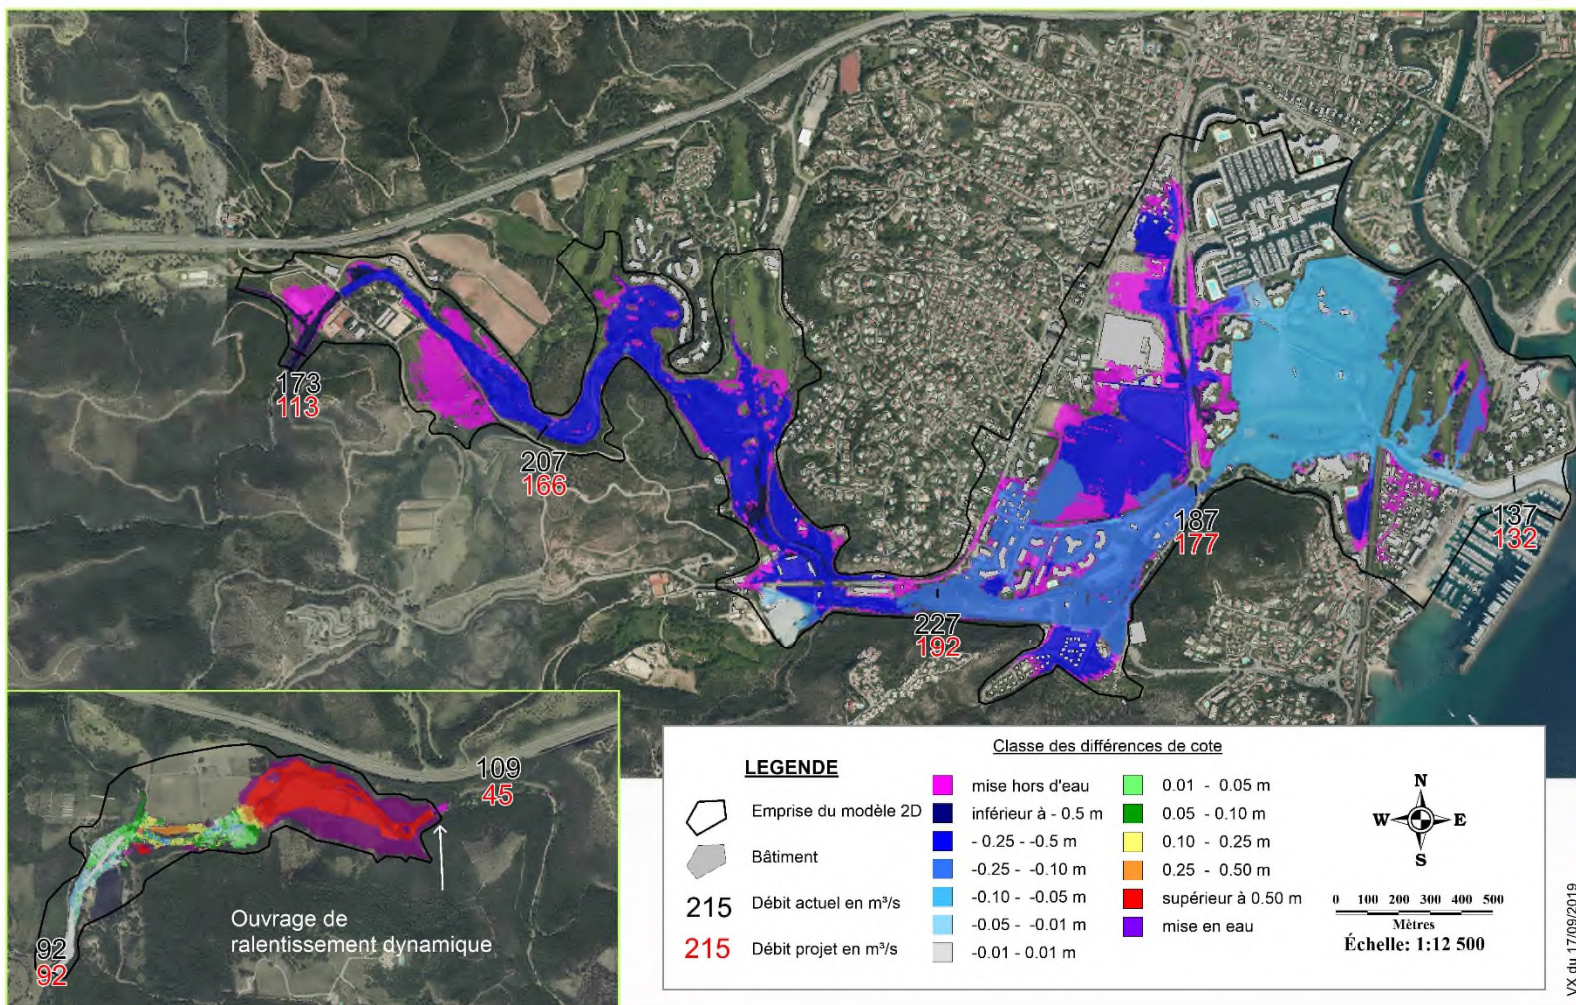 173
113
207
166
227
192
187
177
137
132
109
45
92
92
Ouvrage de
ralentissement dynamique
LEGENDE
Emprise du modèle 2D
Bâtiment
215 Débit actuel en m³/s
215 Débit projet en m³/s
Classe des différences de cote
mise hors d'eau
inférieur à - 0.5 m
- 0.25 - -0.5 m
-0.25 - -0.10 m
-0.10 - -0.05 m
-0.05 - -0.01 m
-0.01 - 0.01 m
0.01 - 0.05 m
0.05 - 0.10 m
0.10 - 0.25 m
0.25 - 0.50 m
supérieur à 0.50 m
mise en eau
N
W E
S
0 100 200 300 400 500
Mètres
Échelle: 1:12 500
VX du 17/09/2019